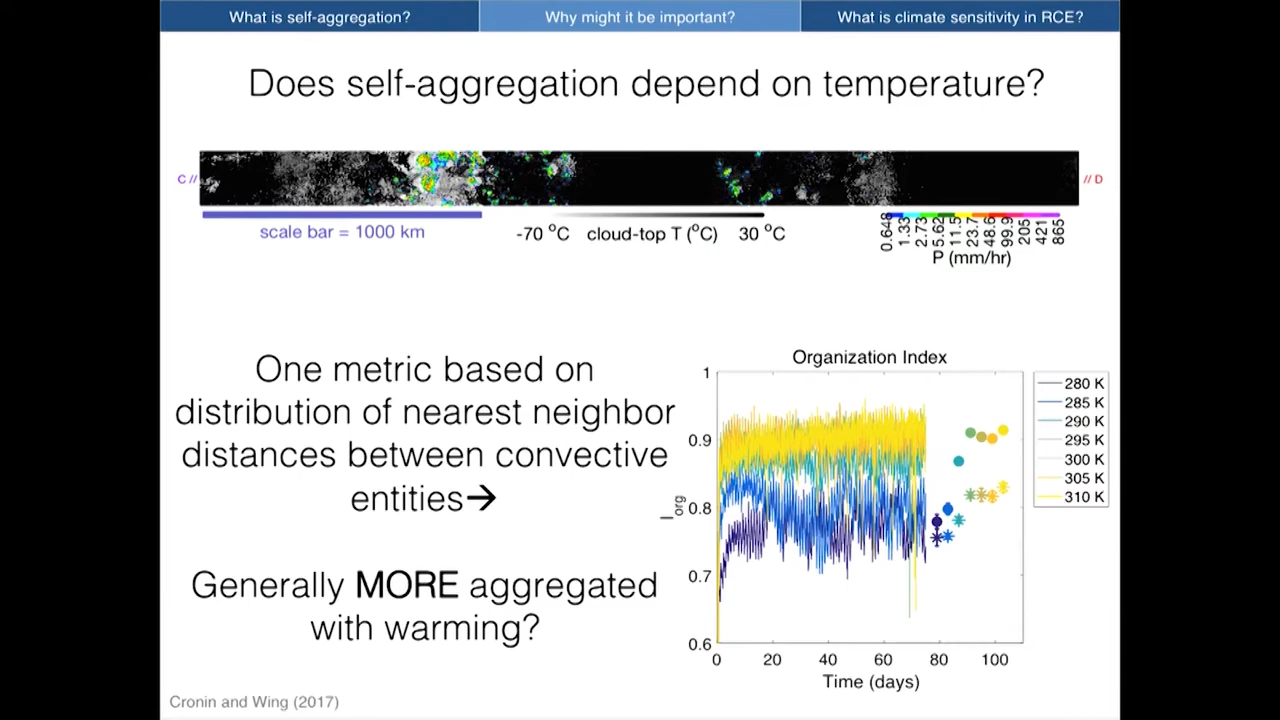 What is self-aggregation?
Why might it be important?
What is climate sensitivity in RCE?
Does self-aggregation depend on temperature?
C //
// D
scale bar = 1000 km
-70 °C cloud-top T (°C) 30 °C
0.648
1.33
2.73
5.62
11.5
23.7
48.6
99.9
205
421
865
P (mm/hr)
One metric based on
distribution of nearest neighbor
distances between convective
entities→
Generally MORE aggregated
with warming?
Organization Index
1
0.9
0.8
0.7
0.6
I_org
0 20 40 60 80 100
Time (days)
280 K
285 K
290 K
295 K
300 K
305 K
310 K
Cronin and Wing (2017)